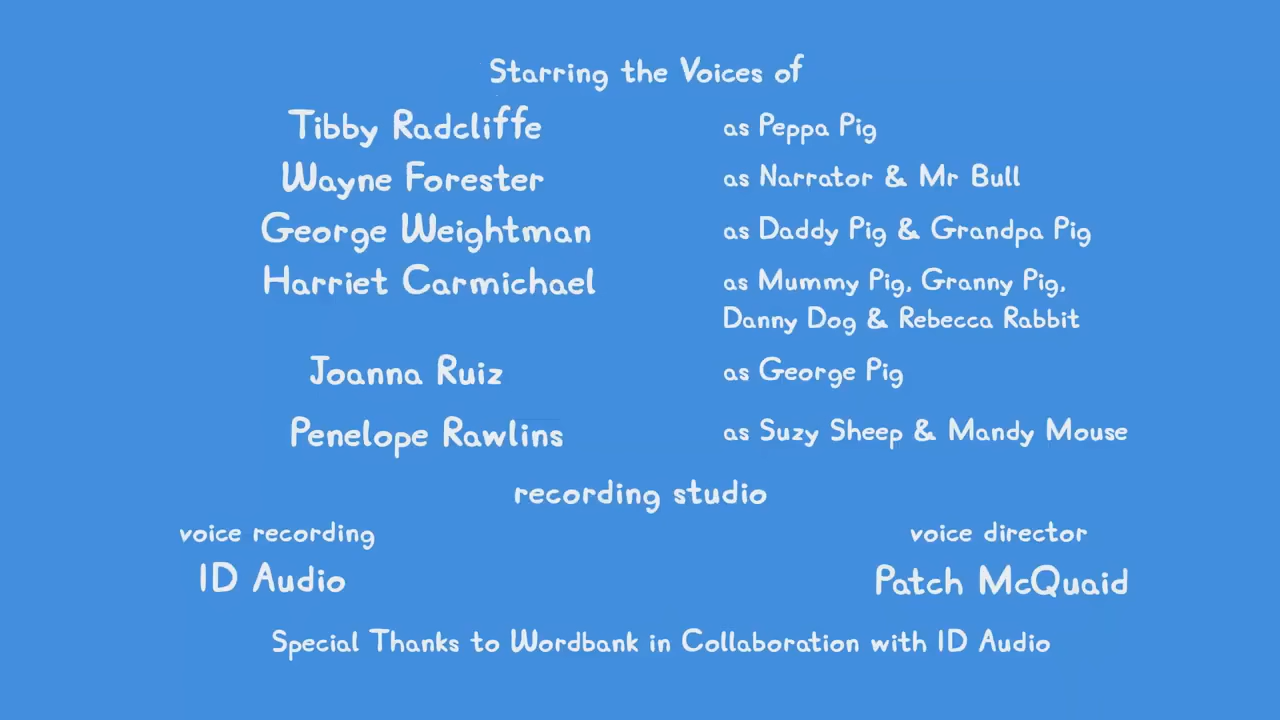 Starring the Voices of
Tibby Radcliffe as Peppa Pig
Wayne Forester as Narrator & Mr Bull
George Weightman as Daddy Pig & Grandpa Pig
Harriet Carmichael as Mummy Pig, Granny Pig,
Danny Dog & Rebecca Rabbit
Joanna Ruiz as George Pig
Penelope Rawlins as Suzy Sheep & Mandy Mouse
recording studio
voice recording voice director
ID Audio Patch McQuaid
Special Thanks to Wordbank in Collaboration with ID Audio